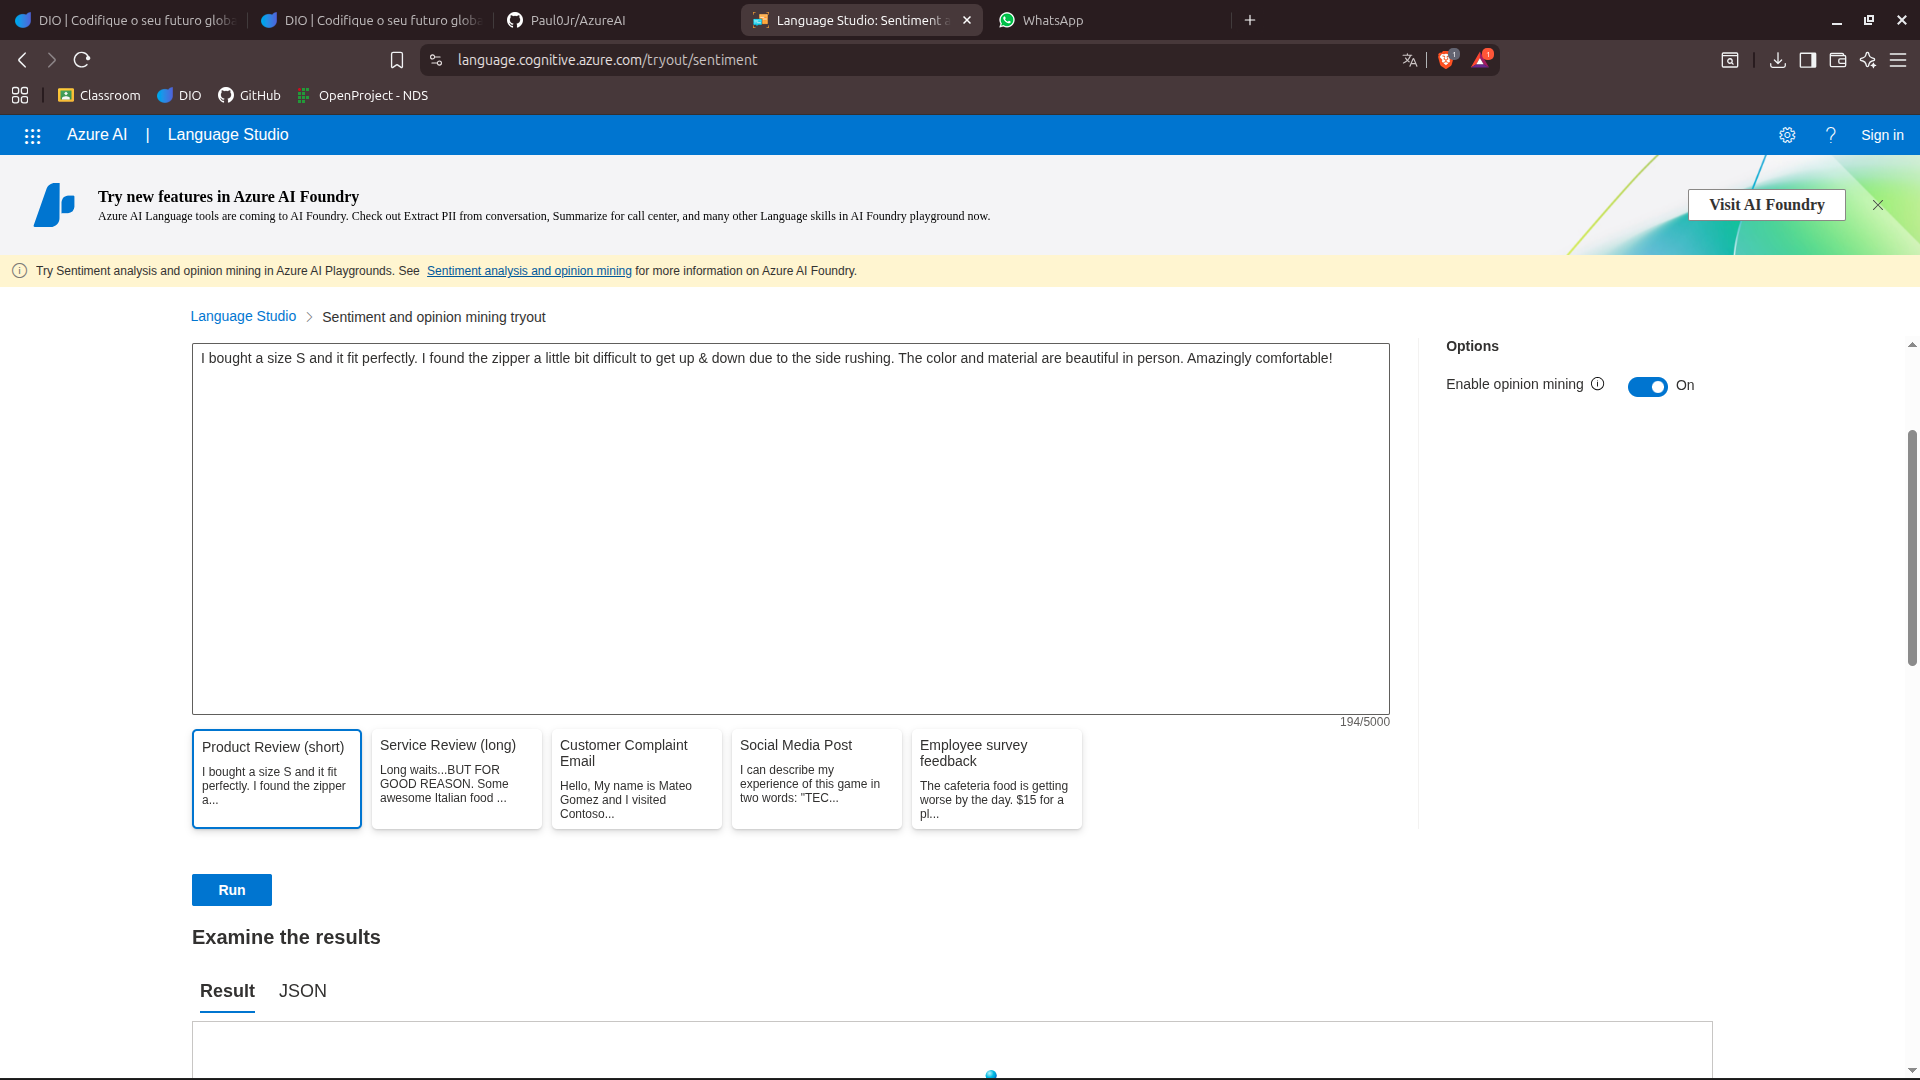 DIO | Codifique o seu futuro globa
DIO | Codifique o seu futuro globa
Paul0Jr/AzureAI
Language Studio: Sentiment a
WhatsApp
language.cognitive.azure.com/tryout/sentiment
1
1
Classroom
DIO
GitHub
OpenProject - NDS
Azure AI | Language Studio
Sign in
Try new features in Azure AI Foundry
Azure AI Language tools are coming to AI Foundry. Check out Extract PII from conversation, Summarize for call center, and many other Language skills in AI Foundry playground now.
Visit AI Foundry
Try Sentiment analysis and opinion mining in Azure AI Playgrounds. See Sentiment analysis and opinion mining for more information on Azure AI Foundry.
Language Studio > Sentiment and opinion mining tryout
I bought a size S and it fit perfectly. I found the zipper a little bit difficult to get up & down due to the side rushing. The color and material are beautiful in person. Amazingly comfortable!
Options
Enable opinion mining
On
194/5000
Product Review (short)
I bought a size S and it fit
perfectly. I found the zipper
a...
Service Review (long)
Long waits...BUT FOR
GOOD REASON. Some
awesome Italian food ...
Customer Complaint
Email
Hello, My name is Mateo
Gomez and I visited
Contoso...
Social Media Post
I can describe my
experience of this game in
two words: "TEC...
Employee survey
feedback
The cafeteria food is getting
worse by the day. $15 for a
pl...
Run
Examine the results
Result
JSON